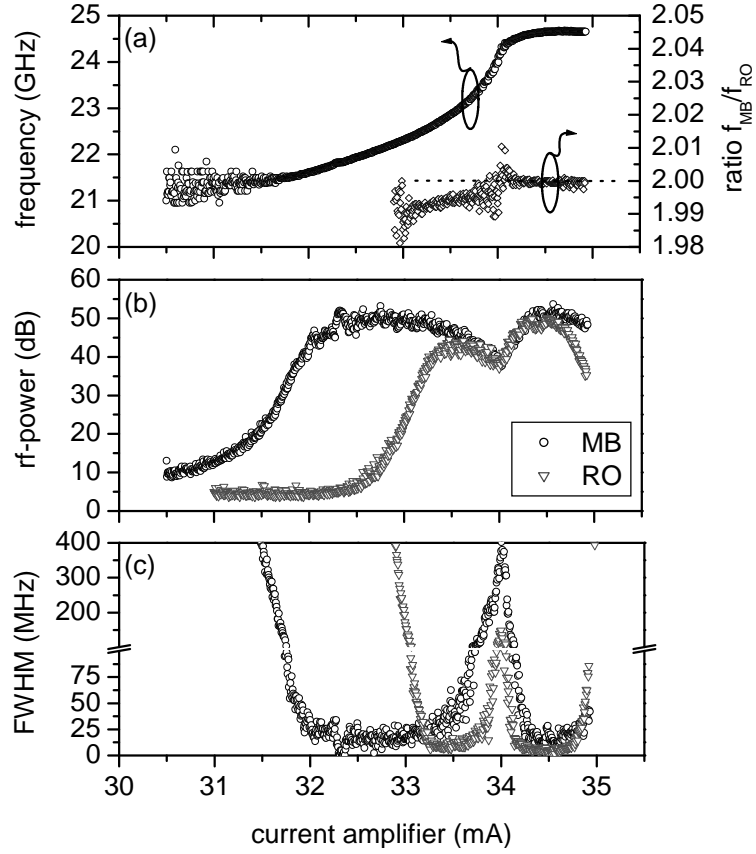 (a)
25
24
23
22
21
20
frequency (GHz)
2.05
2.04
2.03
2.02
2.01
2.00
1.99
1.98
ratio f_MB/f_RO
(b)
60
50
40
30
20
10
0
rf-power (dB)
MB
RO
(c)
400
300
200
75
50
25
0
FWHM (MHz)
30 31 32 33 34 35
current amplifier (mA)